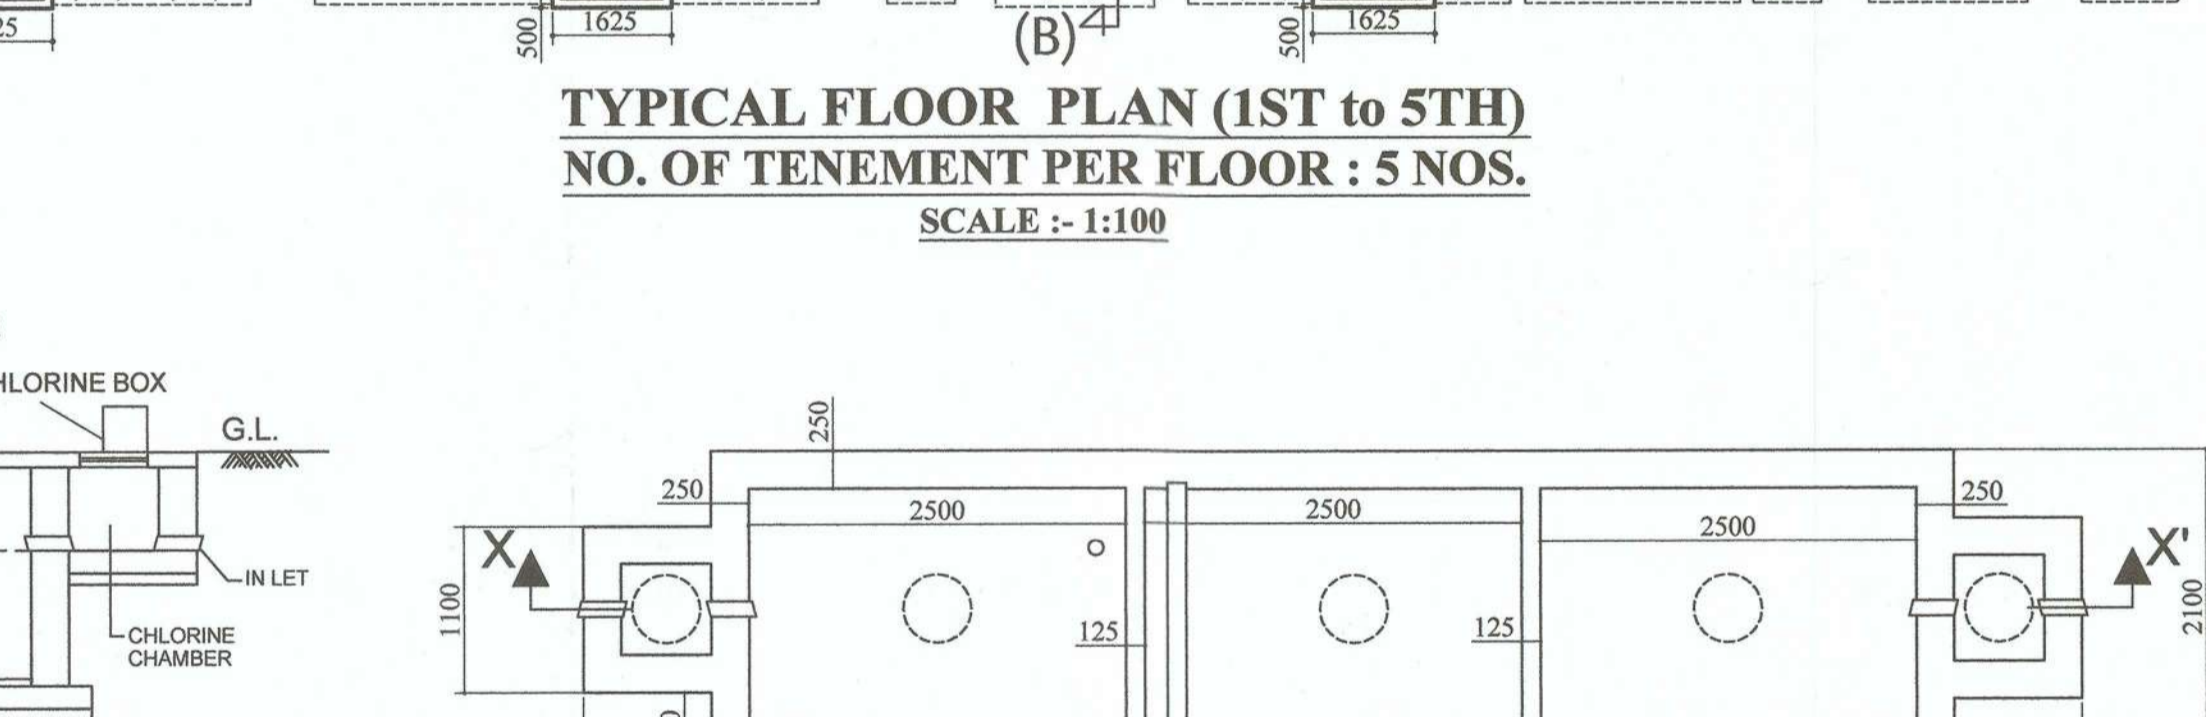 1625
500
1625
(B)
500
1625
TYPICAL FLOOR PLAN (1ST to 5TH)
NO. OF TENEMENT PER FLOOR : 5 NOS.
SCALE :- 1:100
BOX
G.L.
IN LET
CHLORINE
CHAMBER
250
250
2500
2500
2500
250
X
X'
1100
125
125
2100